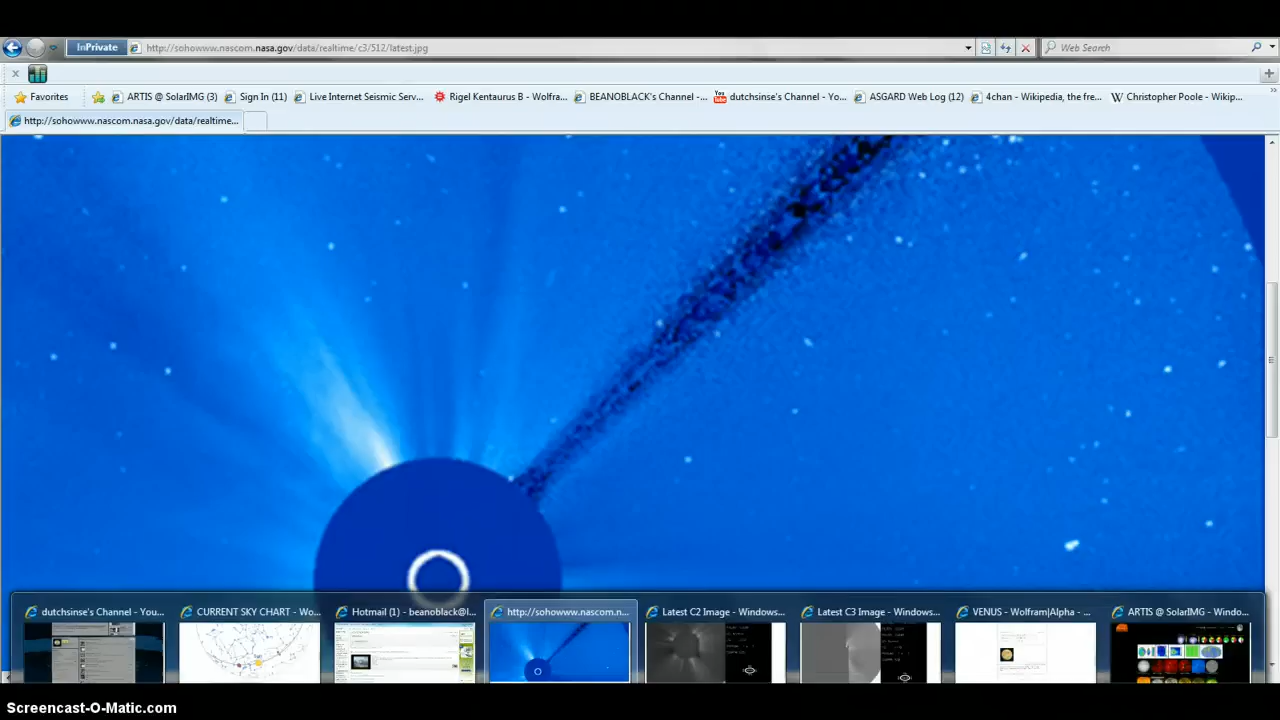 InPrivate http://sohowww.nascom.nasa.gov/data/realtime/c3/512/latest.jpg Web Search
x
Favorites ARTIS @ SolarIMG (3) Sign In (11) Live Internet Seismic Serv... Rigel Kentaurus B - Wolfra... BEANOBLACK's Channel -... You Tube dutchsinse's Channel - Yo... ASGARD Web Log (12) 4chan - Wikipedia, the fre... W Christopher Poole - Wikip...
http://sohowww.nascom.nasa.gov/data/realtime...
dutchsinse's Channel - You... CURRENT SKY CHART - Wo... Hotmail (1) - beanoblack@l... http://sohowww.nascom.n... Latest C2 Image - Windows... Latest C3 Image - Windows... VENUS - Wolfram|Alpha - ... ARTIS @ SolarIMG - Windo...
Screencast-O-Matic.com